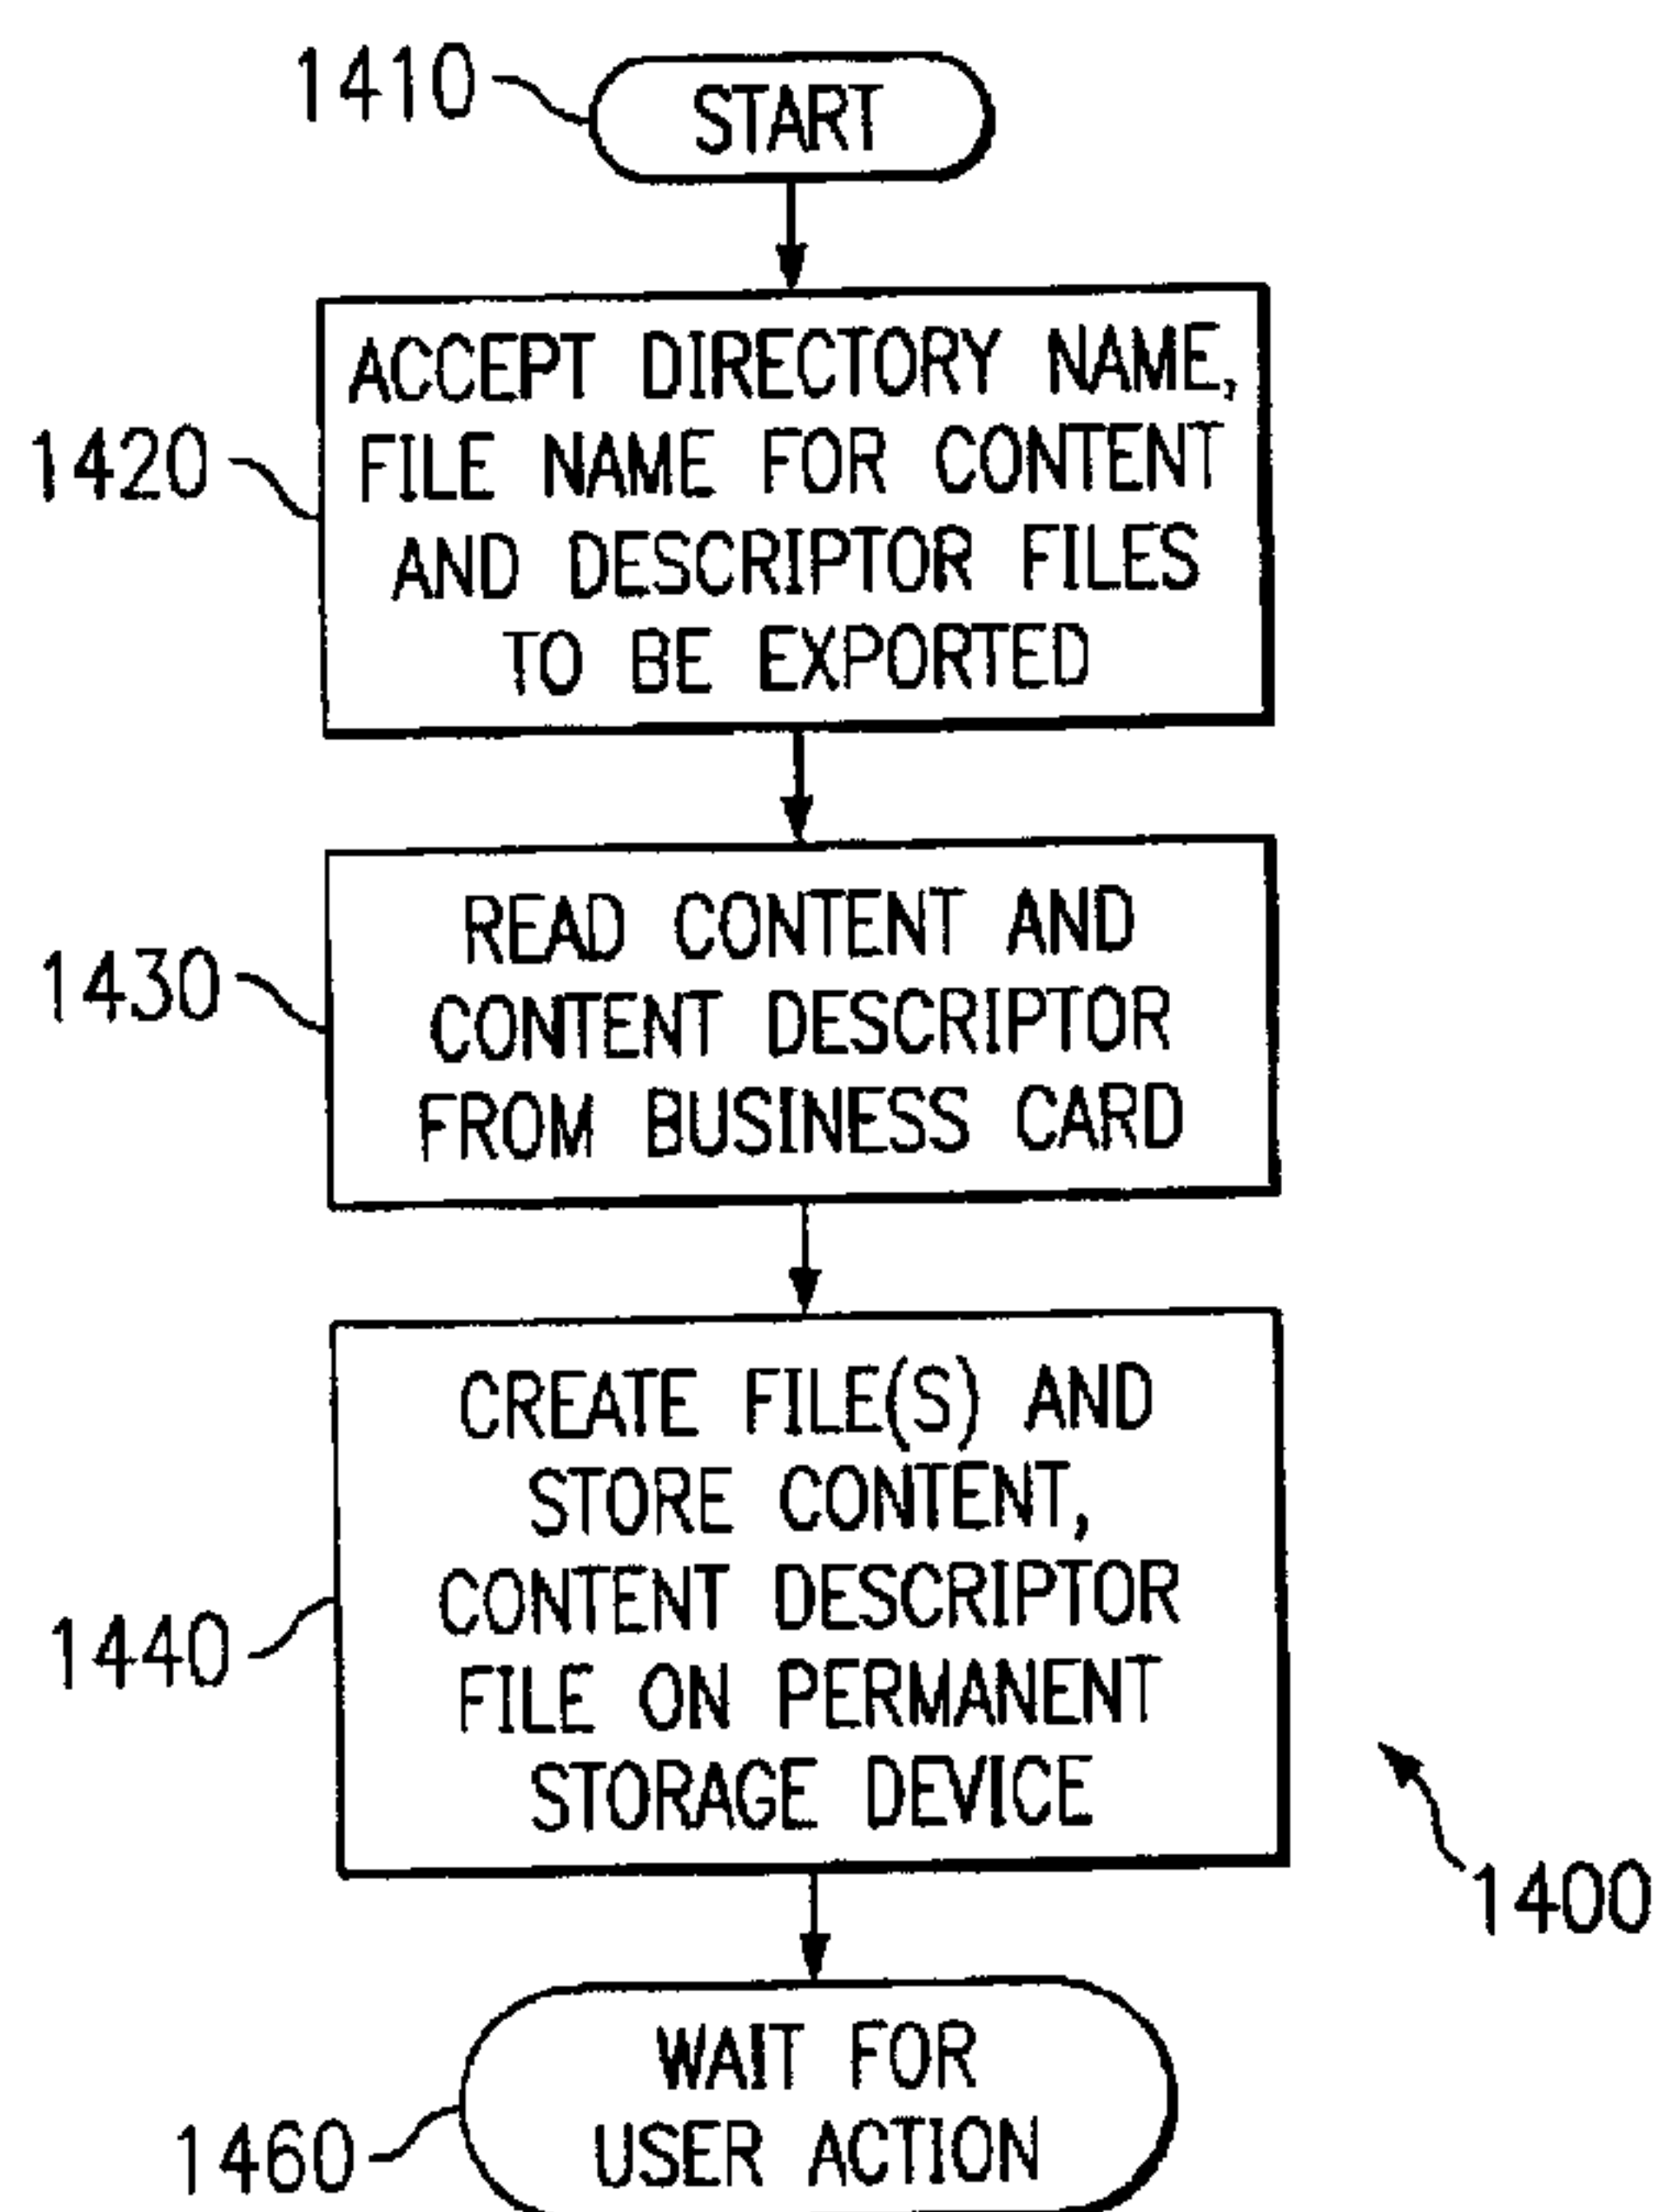 1410
START
1420
ACCEPT DIRECTORY NAME,
FILE NAME FOR CONTENT
AND DESCRIPTOR FILES
TO BE EXPORTED
1430
READ CONTENT AND
CONTENT DESCRIPTOR
FROM BUSINESS CARD
1440
CREATE FILE(S) AND
STORE CONTENT,
CONTENT DESCRIPTOR
FILE ON PERMANENT
STORAGE DEVICE
1400
1460
WAIT FOR
USER ACTION